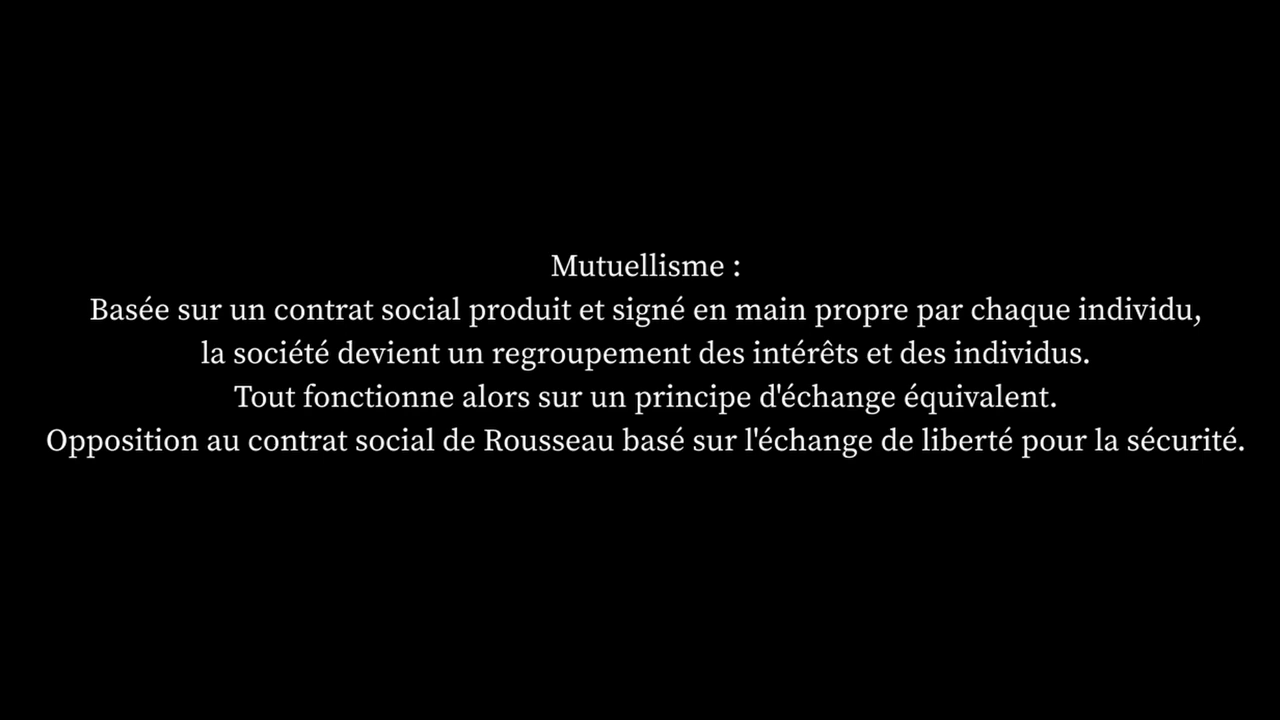 Mutuellisme :
Basée sur un contrat social produit et signé en main propre par chaque individu,
la société devient un regroupement des intérêts et des individus.
Tout fonctionne alors sur un principe d'échange équivalent.
Opposition au contrat social de Rousseau basé sur l'échange de liberté pour la sécurité.